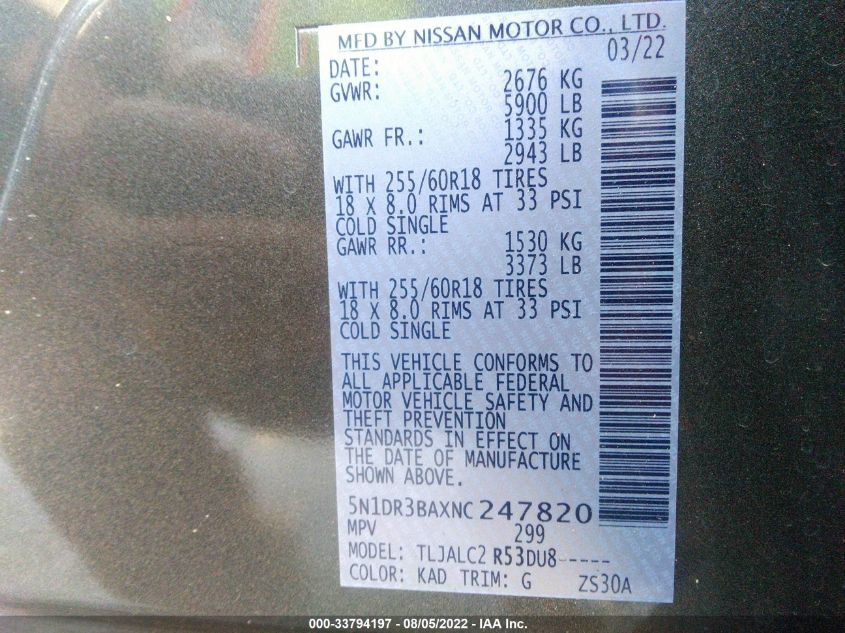 MFD BY NISSAN MOTOR CO., LTD.
DATE: 03/22
GVWR: 2676 KG
5900 LB
GAWR FR.: 1335 KG
2943 LB
WITH 255/60R18 TIRES
18 X 8.0 RIMS AT 33 PSI
COLD SINGLE
GAWR RR.: 1530 KG
3373 LB
WITH 255/60R18 TIRES
18 X 8.0 RIMS AT 33 PSI
COLD SINGLE
THIS VEHICLE CONFORMS TO
ALL APPLICABLE FEDERAL
MOTOR VEHICLE SAFETY AND
THEFT PREVENTION
STANDARDS IN EFFECT ON
THE DATE OF MANUFACTURE
SHOWN ABOVE.
5N1DR3BAXNC247820
MPV 299
MODEL: TLJALC2 R53DU8-----
COLOR: KAD TRIM: G ZS30A
000-33794197 - 08/05/2022 - IAA Inc.